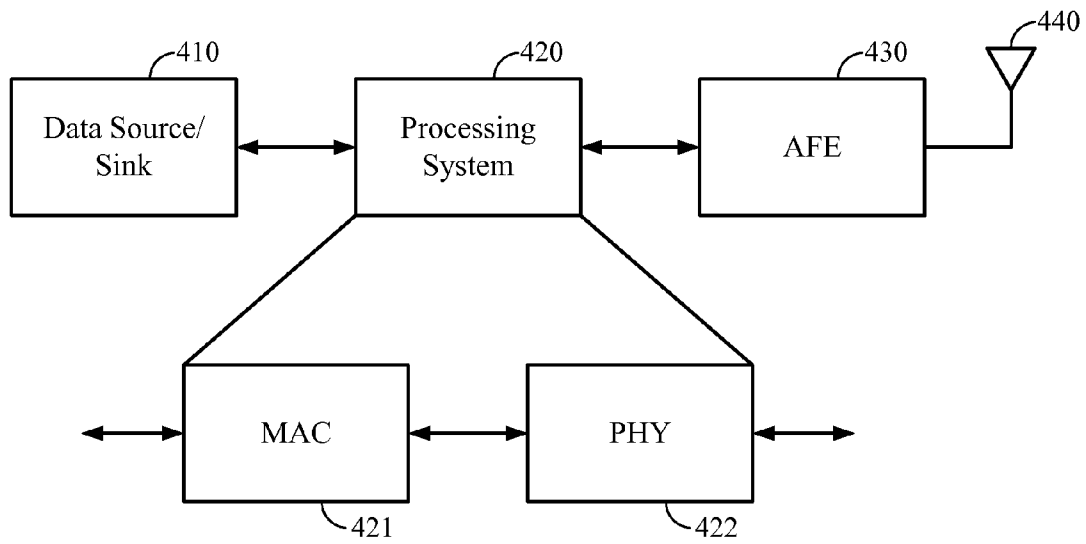 410
420
430
440
Data Source/
Sink
Processing
System
AFE
MAC
PHY
421
422